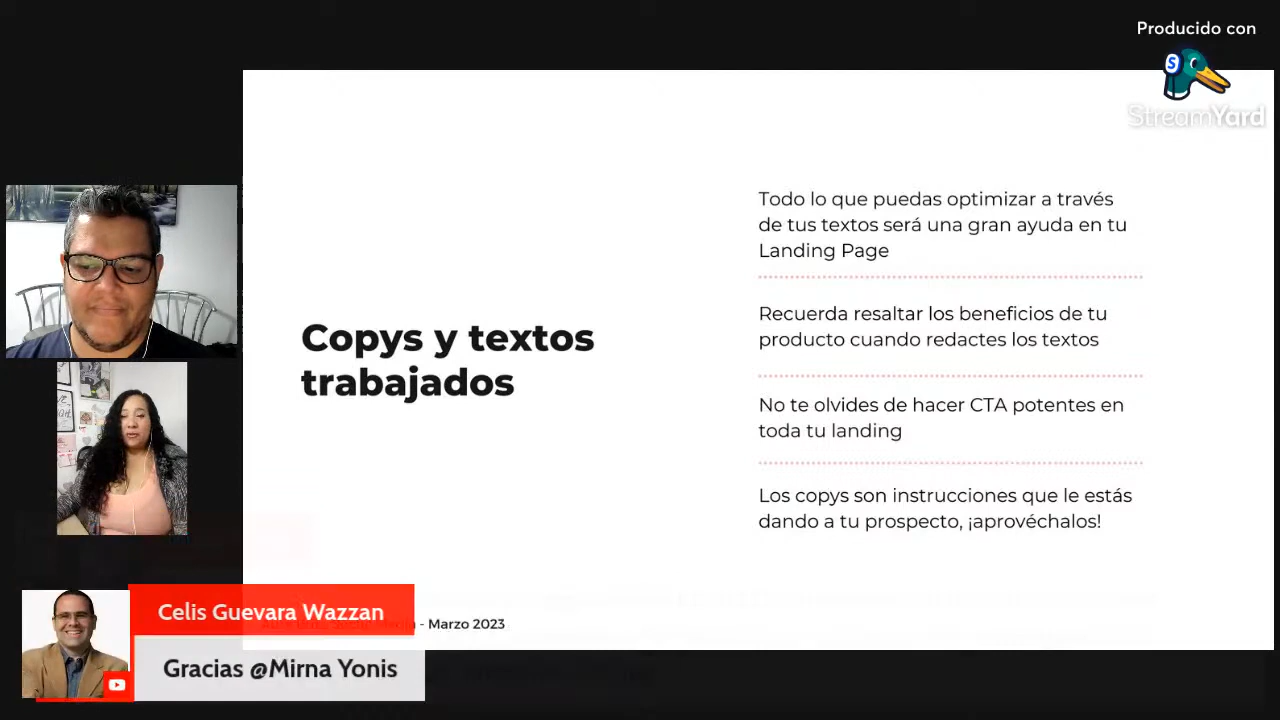 Producido con
StreamYard
Todo lo que puedas optimizar a través
de tus textos será una gran ayuda en tu
Landing Page
Recuerda resaltar los beneficios de tu
producto cuando redactes los textos
Copys y textos
trabajados
No te olvides de hacer CTA potentes en
toda tu landing
Los copys son instrucciones que le estás
dando a tu prospecto, ¡aprovéchalos!
Celis Guevara Wazzan
- Marzo 2023
Gracias @Mirna Yonis